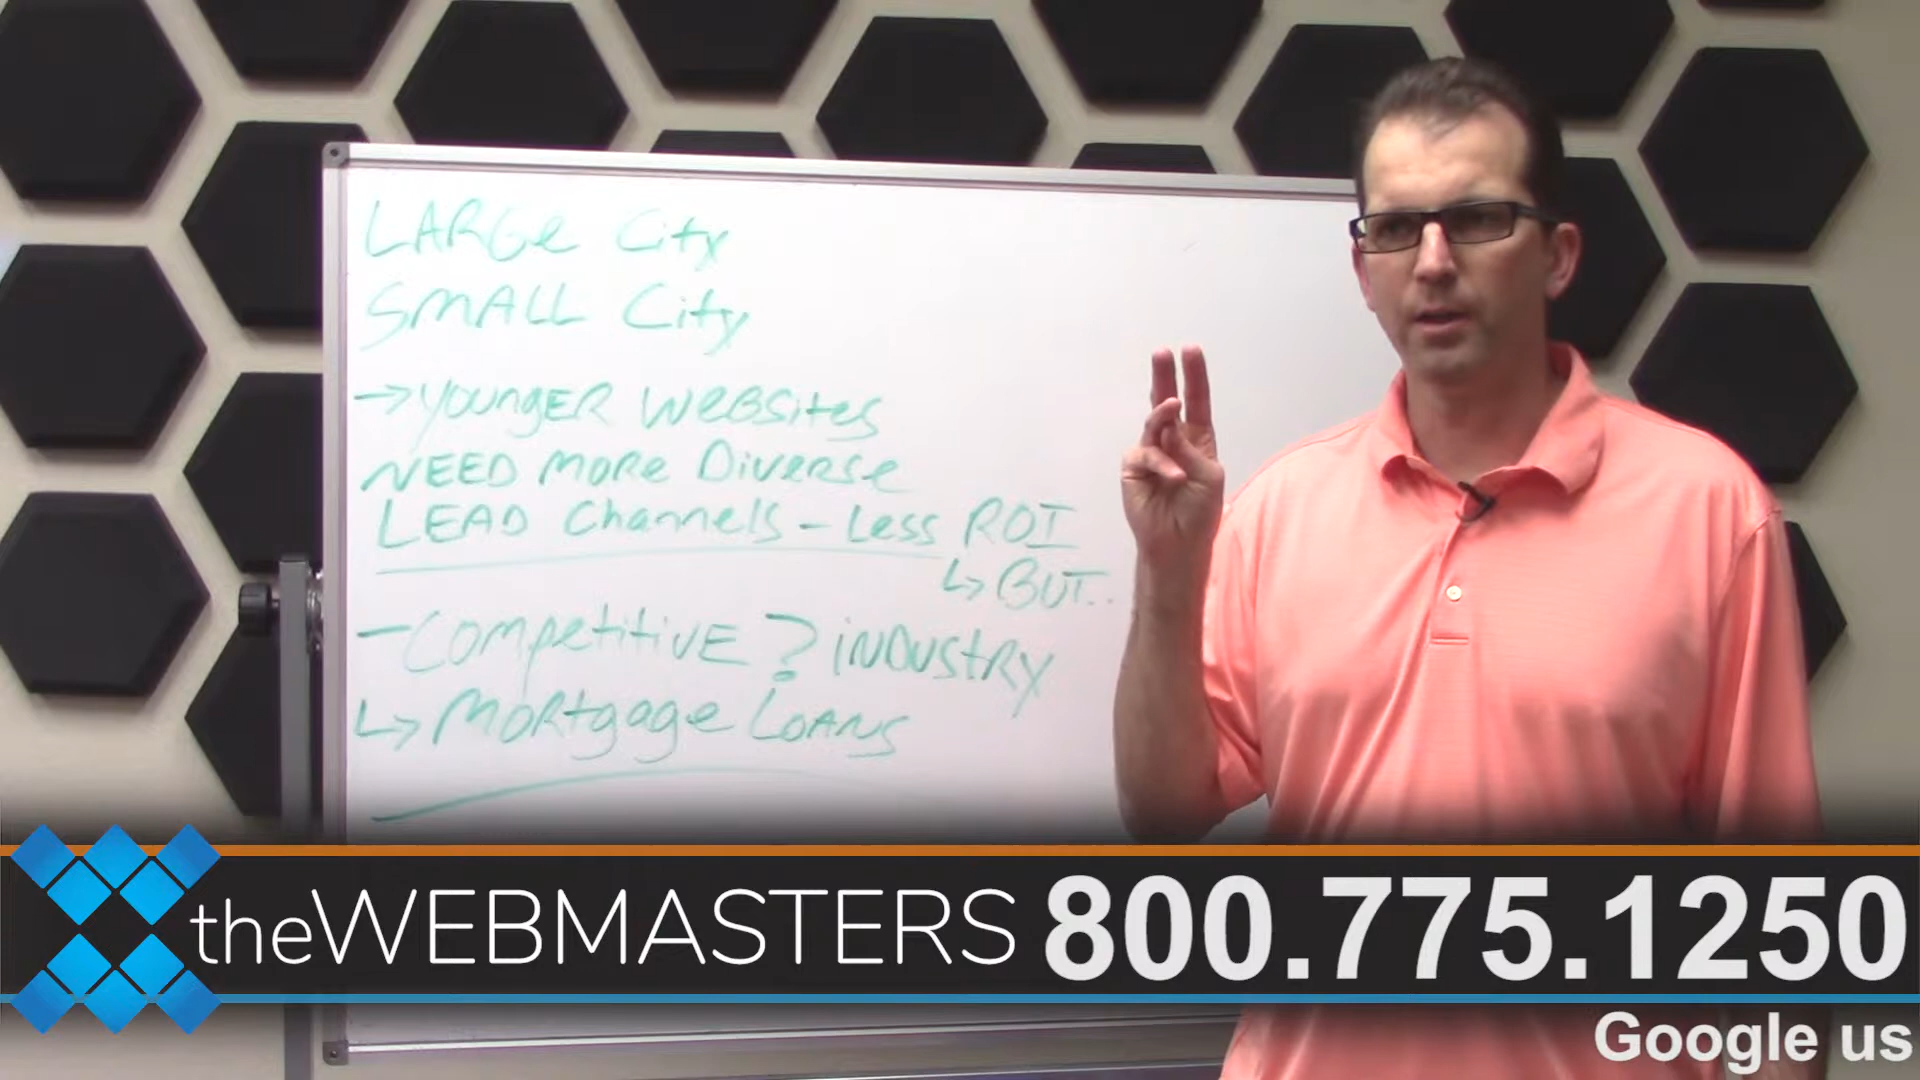 LARGe City
SMALL City
→YOUngER WeBSites
NEED MORe Diverse
LEAD Channels - Less ROI
↳ BUT..
- Competitive ? iNDUStRY
↳ MORtgage LOANS
theWEBMASTERS 800.775.1250
Google us